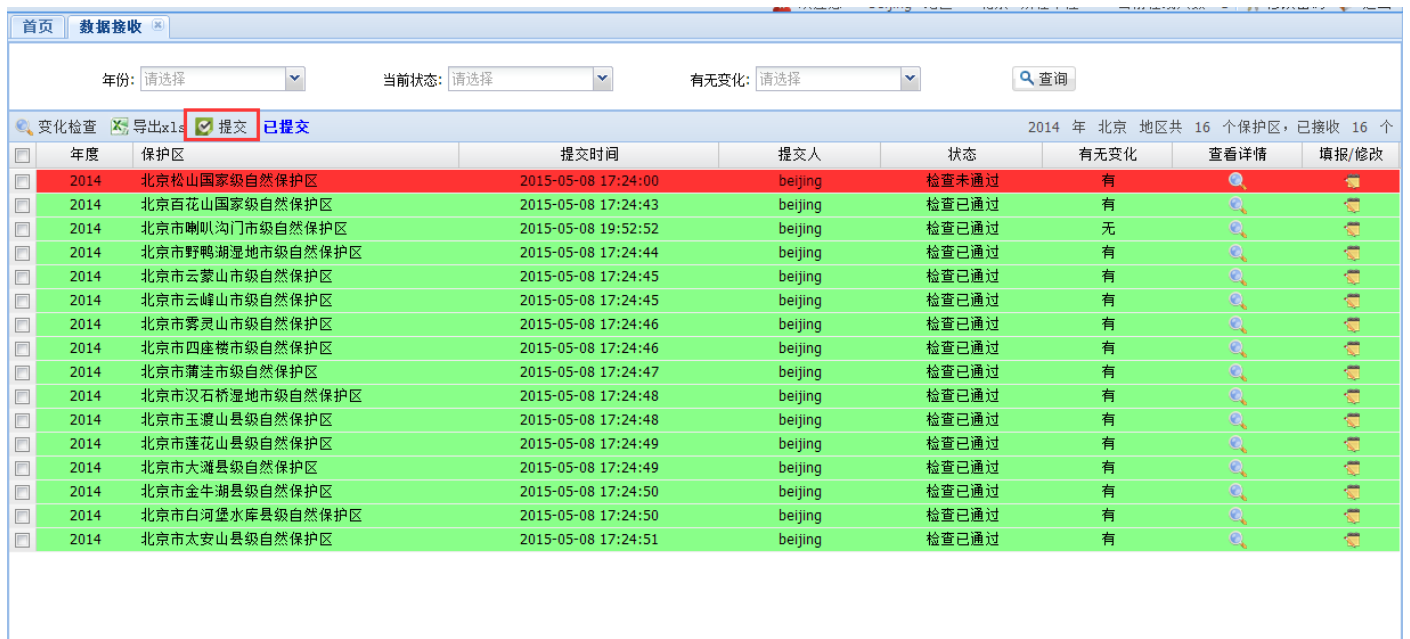 首页 数据接收
年份: 请选择 当前状态: 请选择 有无变化: 请选择 查询
变化检查 导出xls 提交 已提交 2014 年 北京 地区共 16 个保护区，已接收 16 个
年度 保护区 提交时间 提交人 状态 有无变化 查看详情 填报/修改
2014 北京松山国家级自然保护区 2015-05-08 17:24:00 beijing 检查未通过 有
2014 北京百花山国家级自然保护区 2015-05-08 17:24:43 beijing 检查已通过 有
2014 北京市喇叭沟门市级自然保护区 2015-05-08 19:52:52 beijing 检查已通过 无
2014 北京市野鸭湖湿地市级自然保护区 2015-05-08 17:24:44 beijing 检查已通过 有
2014 北京市云蒙山市级自然保护区 2015-05-08 17:24:45 beijing 检查已通过 有
2014 北京市云峰山市级自然保护区 2015-05-08 17:24:45 beijing 检查已通过 有
2014 北京市雾灵山市级自然保护区 2015-05-08 17:24:46 beijing 检查已通过 有
2014 北京市四座楼市级自然保护区 2015-05-08 17:24:46 beijing 检查已通过 有
2014 北京市蒲洼市级自然保护区 2015-05-08 17:24:47 beijing 检查已通过 有
2014 北京市汉石桥湿地市级自然保护区 2015-05-08 17:24:48 beijing 检查已通过 有
2014 北京市玉渡山县级自然保护区 2015-05-08 17:24:48 beijing 检查已通过 有
2014 北京市莲花山县级自然保护区 2015-05-08 17:24:49 beijing 检查已通过 有
2014 北京市大滩县级自然保护区 2015-05-08 17:24:49 beijing 检查已通过 有
2014 北京市金牛湖县级自然保护区 2015-05-08 17:24:50 beijing 检查已通过 有
2014 北京市白河堡水库县级自然保护区 2015-05-08 17:24:50 beijing 检查已通过 有
2014 北京市太安山县级自然保护区 2015-05-08 17:24:51 beijing 检查已通过 有